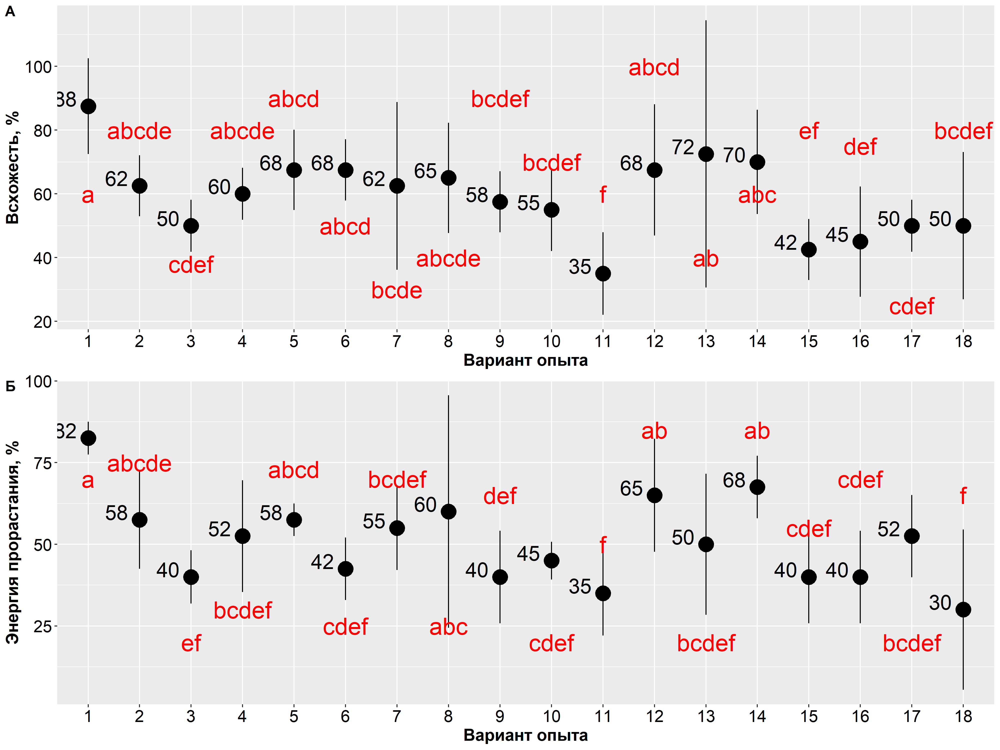 А
Всхожесть, %
100
80
60
40
20
88
62
50
60
68
68
62
65
58
55
35
68
72
70
42
45
50
50
a
abcde
cdef
abcde
abcd
abcd
bcde
abcde
bcdef
bcdef
f
abcd
ab
abc
ef
def
cdef
bcdef
1 2 3 4 5 6 7 8 9 10 11 12 13 14 15 16 17 18
Вариант опыта
Б
Энергия прорастания, %
100
75
50
25
82
58
40
52
58
42
55
60
40
45
35
65
50
68
40
40
52
30
a
abcde
ef
bcdef
abcd
cdef
bcdef
abc
def
cdef
f
ab
bcdef
ab
cdef
cdef
bcdef
f
1 2 3 4 5 6 7 8 9 10 11 12 13 14 15 16 17 18
Вариант опыта